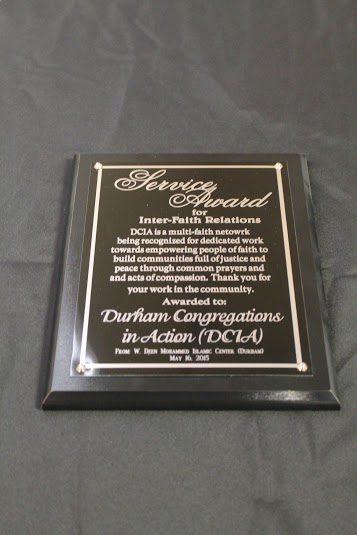 Service
Award
for
Inter-Faith Relations
DCIA is a multi-faith netowrk
being recognized for dedicated work
towards empowering people of faith to
build communities full of justice and
peace through common prayers and
and acts of compassion. Thank you for
your work in the community.
Awarded to:
Durham Congregations
in Action (DCIA)
From W. Deen Mohammed Islamic Center (Durham)
May 16, 2015